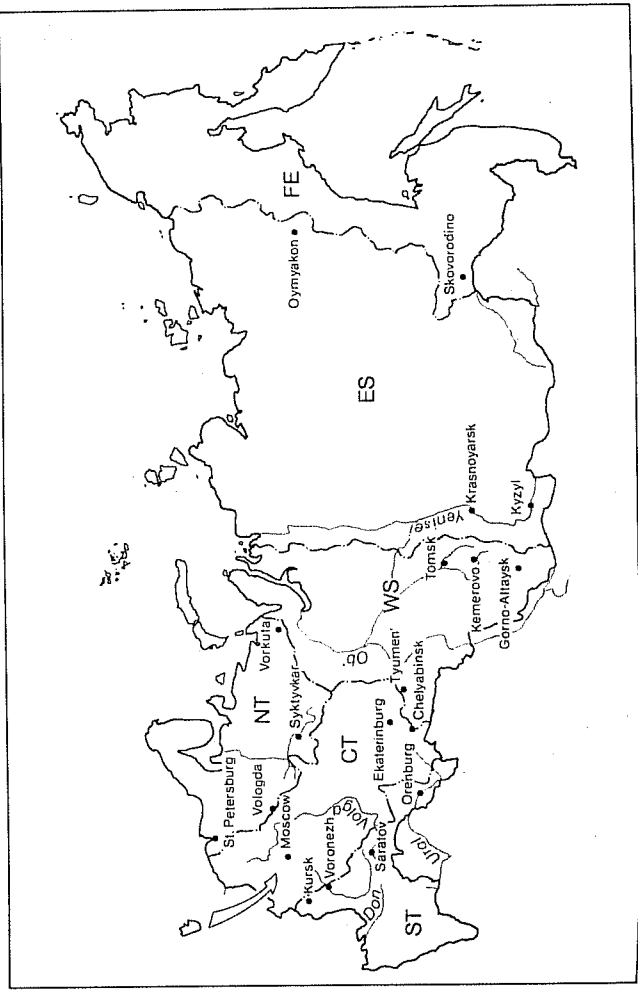 FE
Oymyakon
Skovorodino
ES
Krasnoyarsk
Yenisei
Kyzyl
Tomsk
WS
Kemerovo
Gorno-Altaysk
Ob'
Vorkuta
Tyumen'
Chelyabinsk
NT
Syktyvkar
CT
Ekaterinburg
Orenburg
St. Petersburg
Vologda
Moscow
Volga
Ural
Kursk
Voronezh
Saratov
Don
ST